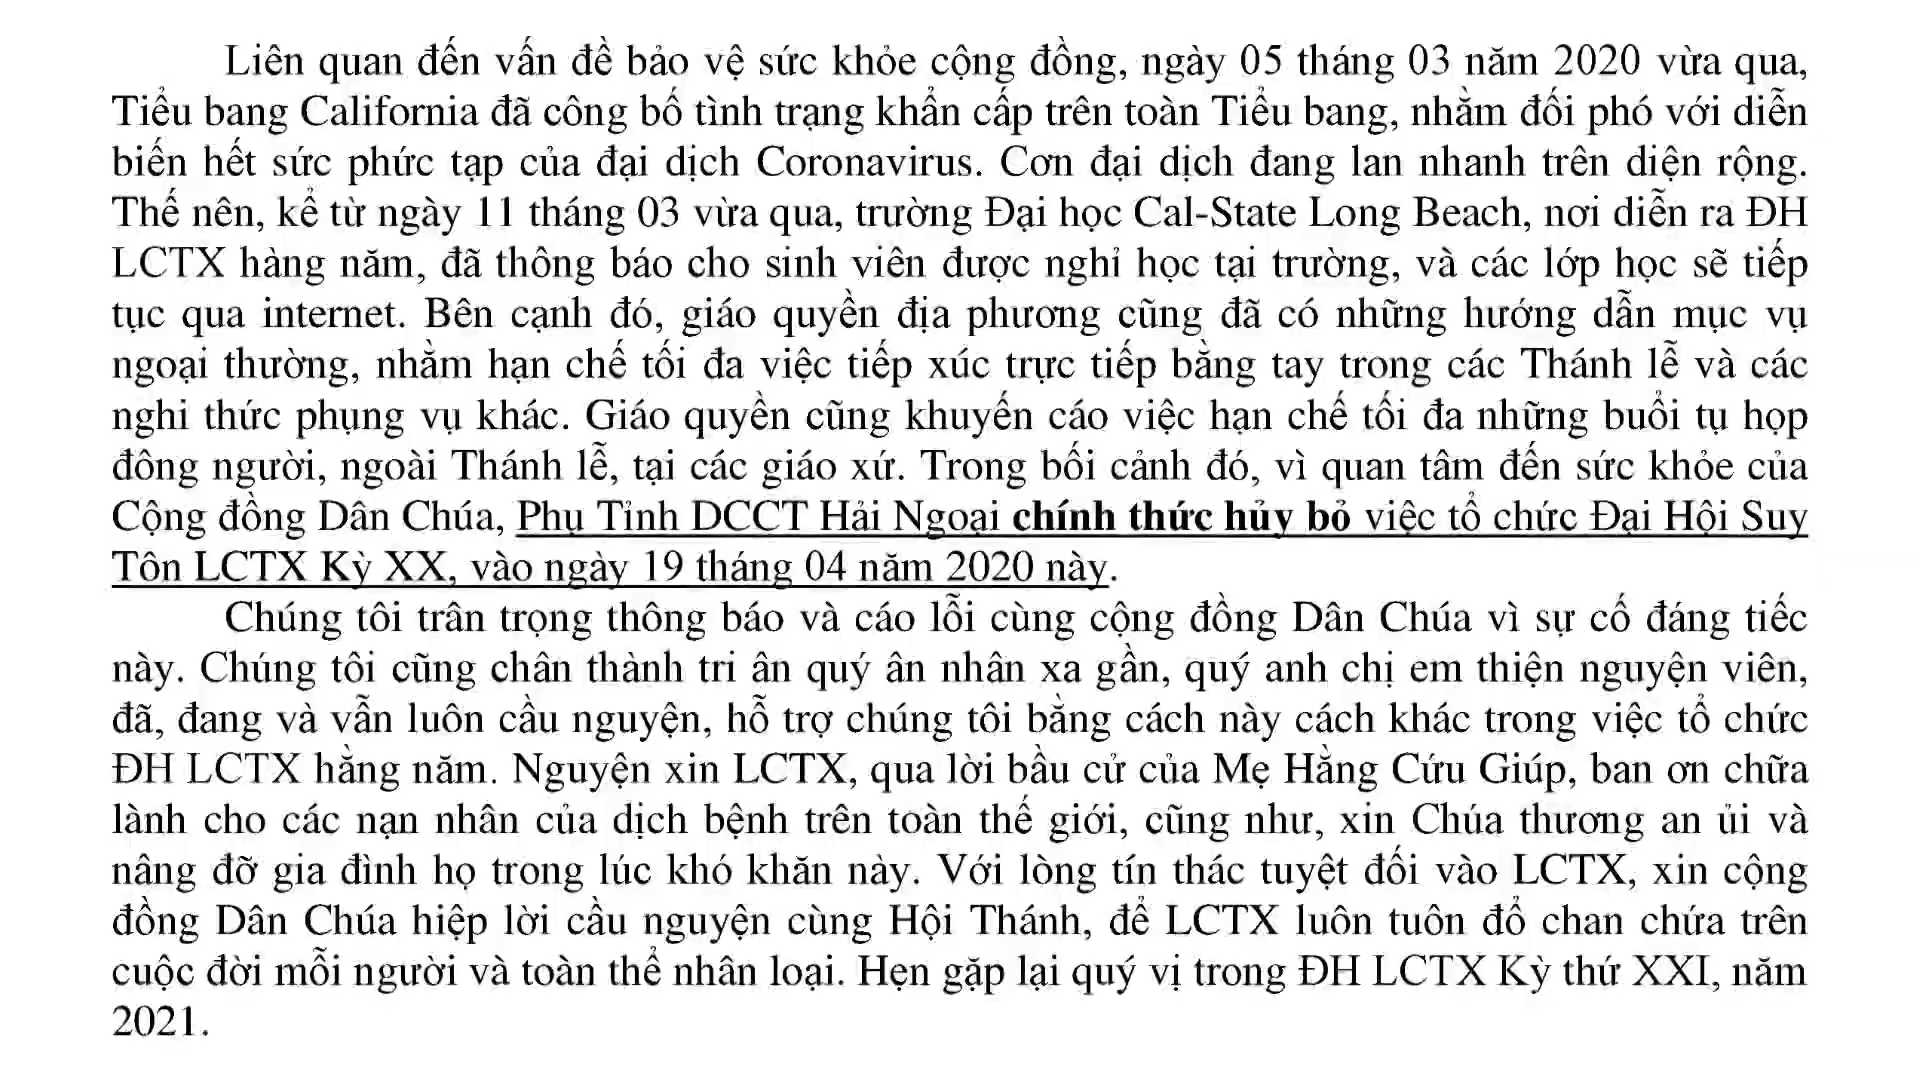 Liên quan đến vấn đề bảo vệ sức khỏe cộng đồng, ngày 05 tháng 03 năm 2020 vừa qua,
Tiểu bang California đã công bố tình trạng khẩn cấp trên toàn Tiểu bang, nhằm đối phó với diễn
biến hết sức phức tạp của đại dịch Coronavirus. Cơn đại dịch đang lan nhanh trên diện rộng.
Thế nên, kể từ ngày 11 tháng 03 vừa qua, trường Đại học Cal-State Long Beach, nơi diễn ra ĐH
LCTX hàng năm, đã thông báo cho sinh viên được nghỉ học tại trường, và các lớp học sẽ tiếp
tục qua internet. Bên cạnh đó, giáo quyền địa phương cũng đã có những hướng dẫn mục vụ
ngoại thường, nhằm hạn chế tối đa việc tiếp xúc trực tiếp bằng tay trong các Thánh lễ và các
nghi thức phụng vụ khác. Giáo quyền cũng khuyến cáo việc hạn chế tối đa những buổi tụ họp
đông người, ngoài Thánh lễ, tại các giáo xứ. Trong bối cảnh đó, vì quan tâm đến sức khỏe của
Cộng đồng Dân Chúa, Phụ Tỉnh DCCT Hải Ngoại chính thức hủy bỏ việc tổ chức Đại Hội Suy
Tôn LCTX Kỳ XX, vào ngày 19 tháng 04 năm 2020 này.
Chúng tôi trân trọng thông báo và cáo lỗi cùng cộng đồng Dân Chúa vì sự cố đáng tiếc
này. Chúng tôi cũng chân thành tri ân quý ân nhân xa gần, quý anh chị em thiện nguyện viên,
đã, đang và vẫn luôn cầu nguyện, hỗ trợ chúng tôi bằng cách này cách khác trong việc tổ chức
ĐH LCTX hằng năm. Nguyện xin LCTX, qua lời bầu cử của Mẹ Hằng Cứu Giúp, ban ơn chữa
lành cho các nạn nhân của dịch bệnh trên toàn thế giới, cũng như, xin Chúa thương an ủi và
nâng đỡ gia đình họ trong lúc khó khăn này. Với lòng tín thác tuyệt đối vào LCTX, xin cộng
đồng Dân Chúa hiệp lời cầu nguyện cùng Hội Thánh, để LCTX luôn tuôn đổ chan chứa trên
cuộc đời mỗi người và toàn thể nhân loại. Hẹn gặp lại quý vị trong ĐH LCTX Kỳ thứ XXI, năm
2021.